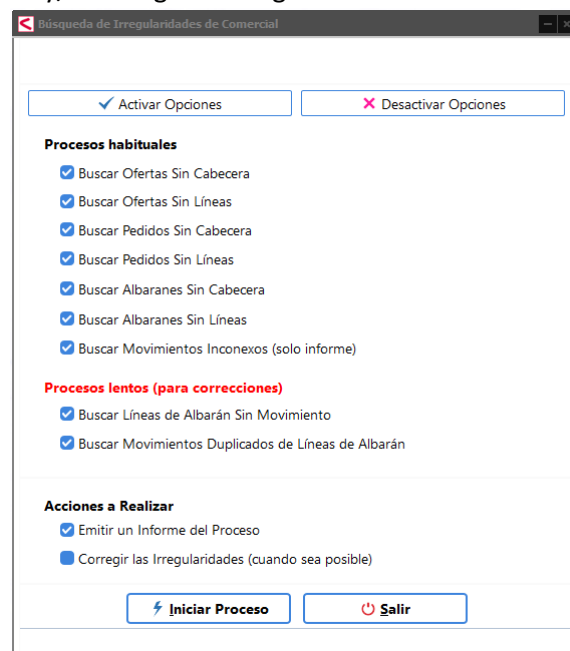 Búsqueda de Irregularidades de Comercial
Activar Opciones
Desactivar Opciones
Procesos habituales
Buscar Ofertas Sin Cabecera
Buscar Ofertas Sin Líneas
Buscar Pedidos Sin Cabecera
Buscar Pedidos Sin Líneas
Buscar Albaranes Sin Cabecera
Buscar Albaranes Sin Líneas
Buscar Movimientos Inconexos (solo informe)
Procesos lentos (para correcciones)
Buscar Líneas de Albarán Sin Movimiento
Buscar Movimientos Duplicados de Líneas de Albarán
Acciones a Realizar
Emitir un Informe del Proceso
Corregir las Irregularidades (cuando sea posible)
Iniciar Proceso
Salir